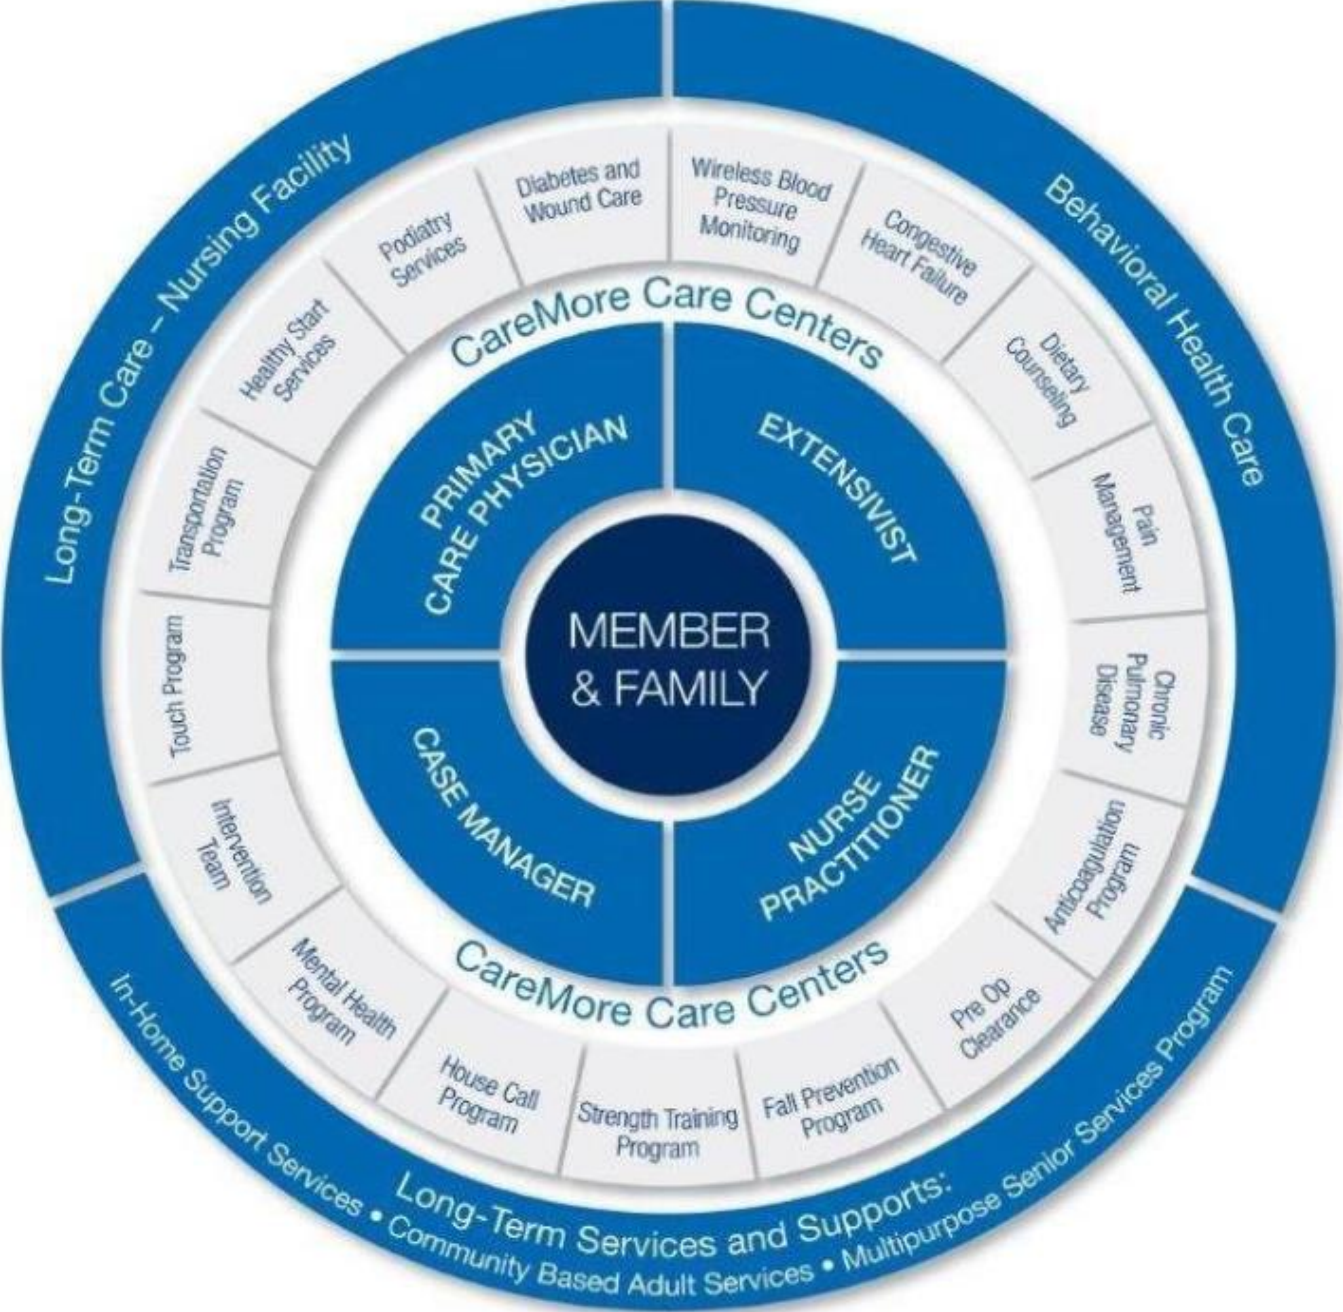 Long-Term Care – Nursing Facility
Behavioral Health Care
Diabetes and
Wound Care
Wireless Blood
Pressure
Monitoring
Congestive
Heart Failure
Dietary
Counseling
Pain
Management
Chronic
Pulmonary
Disease
Anticoagulation
Program
Pre Op
Clearance
Fall Prevention
Program
Strength Training
Program
House Call
Program
Mental Health
Program
Intervention
Team
Touch Program
Transportation
Program
Healthy Start
Services
Podiatry
Services
CareMore Care Centers
PRIMARY
CARE PHYSICIAN
EXTENSIVIST
MEMBER
& FAMILY
CASE MANAGER
NURSE
PRACTITIONER
CareMore Care Centers
Long-Term Services and Supports:
In-Home Support Services • Community Based Adult Services • Multipurpose Senior Services Program